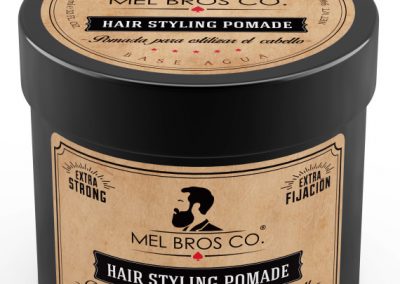 MEL BROS CO.
HAIR STYLING POMADE
Pomada para estilizar el cabello
BASE AGUA
EXTRA
STRONG
EXTRA
FIJACIÓN
MEL BROS CO.®
HAIR STYLING POMADE